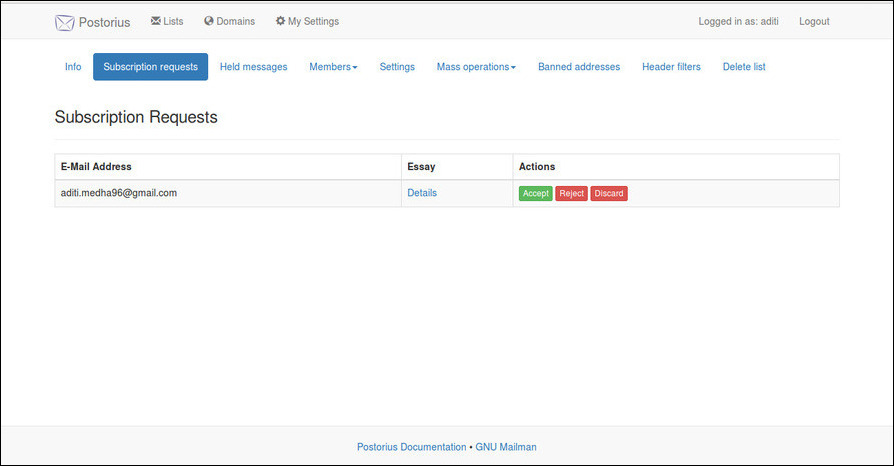 Postorius Lists Domains My Settings Logged in as: aditi Logout
Info Subscription requests Held messages Members Settings Mass operations Banned addresses Header filters Delete list
Subscription Requests
E-Mail Address Essay Actions
aditi.medha96@gmail.com Details Accept Reject Discard
Postorius Documentation • GNU Mailman